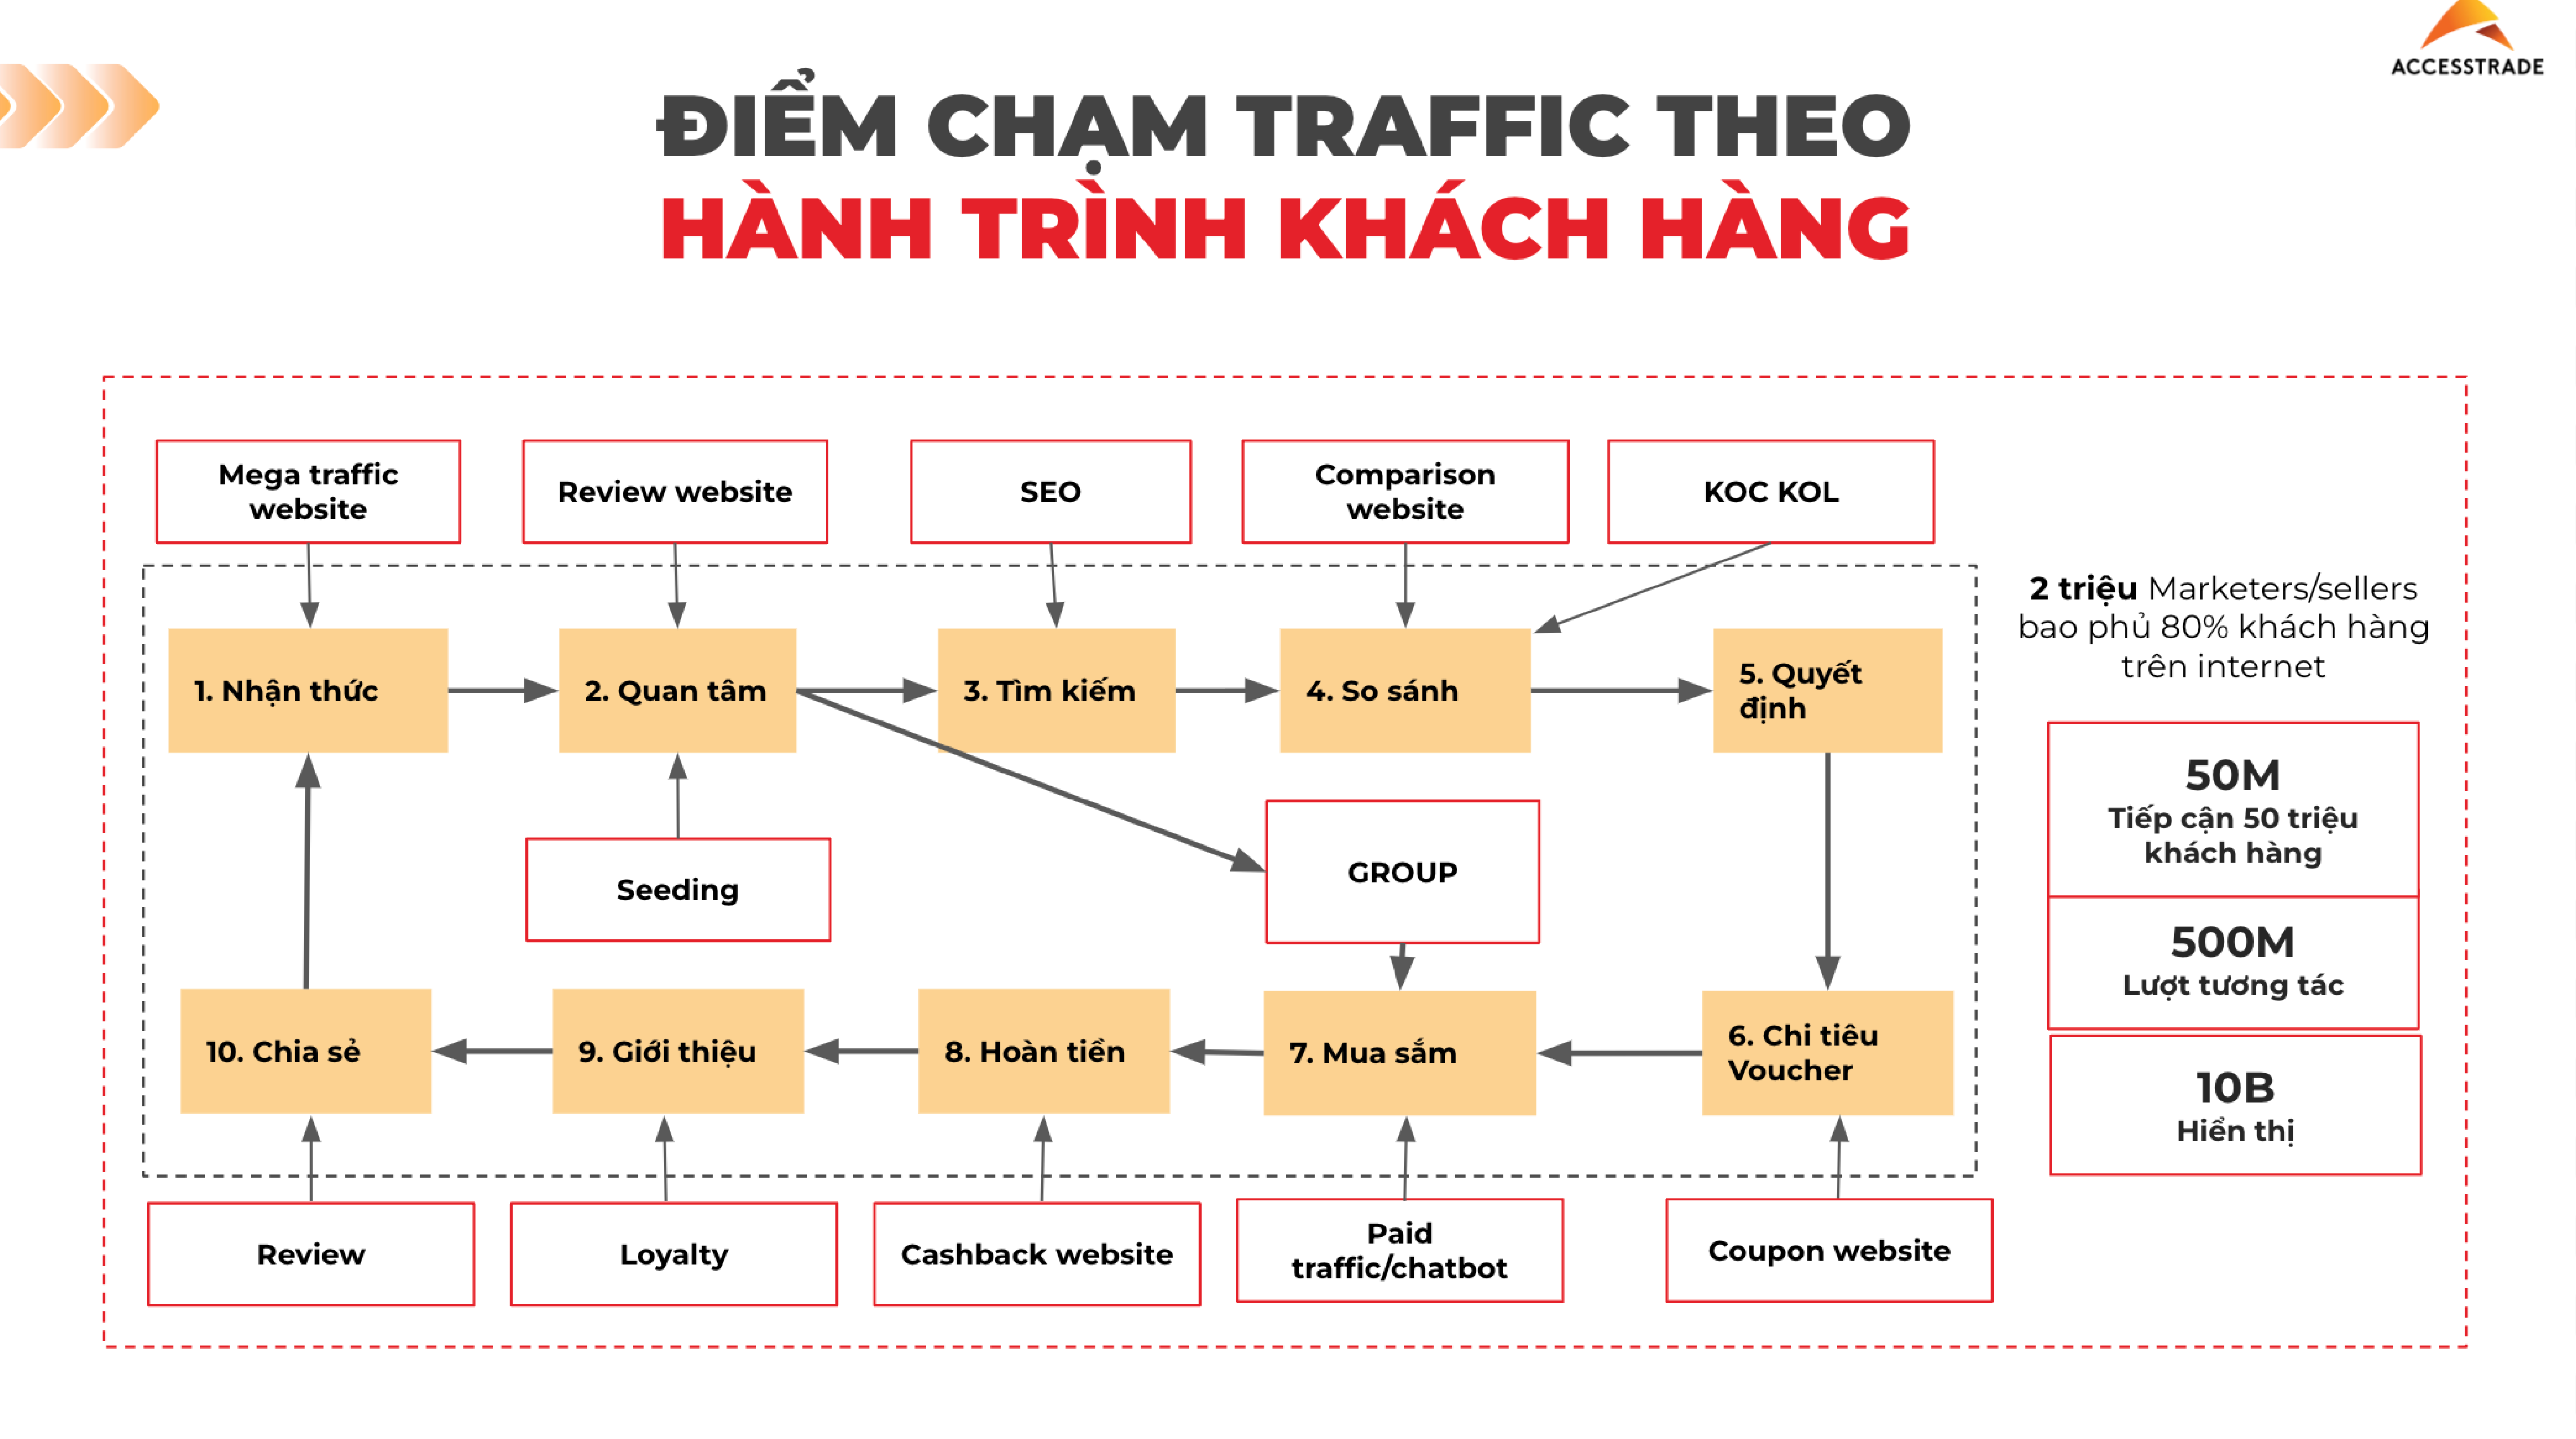 ACCESSTRADE
ĐIỂM CHẠM TRAFFIC THEO
HÀNH TRÌNH KHÁCH HÀNG
Mega traffic
website
Review website
SEO
Comparison
website
KOC KOL
1. Nhận thức
2. Quan tâm
3. Tìm kiếm
4. So sánh
5. Quyết
định
Seeding
GROUP
10. Chia sẻ
9. Giới thiệu
8. Hoàn tiền
7. Mua sắm
6. Chi tiêu
Voucher
Review
Loyalty
Cashback website
Paid
traffic/chatbot
Coupon website
2 triệu Marketers/sellers
bao phủ 80% khách hàng
trên internet
50M
Tiếp cận 50 triệu
khách hàng
500M
Lượt tương tác
10B
Hiển thị